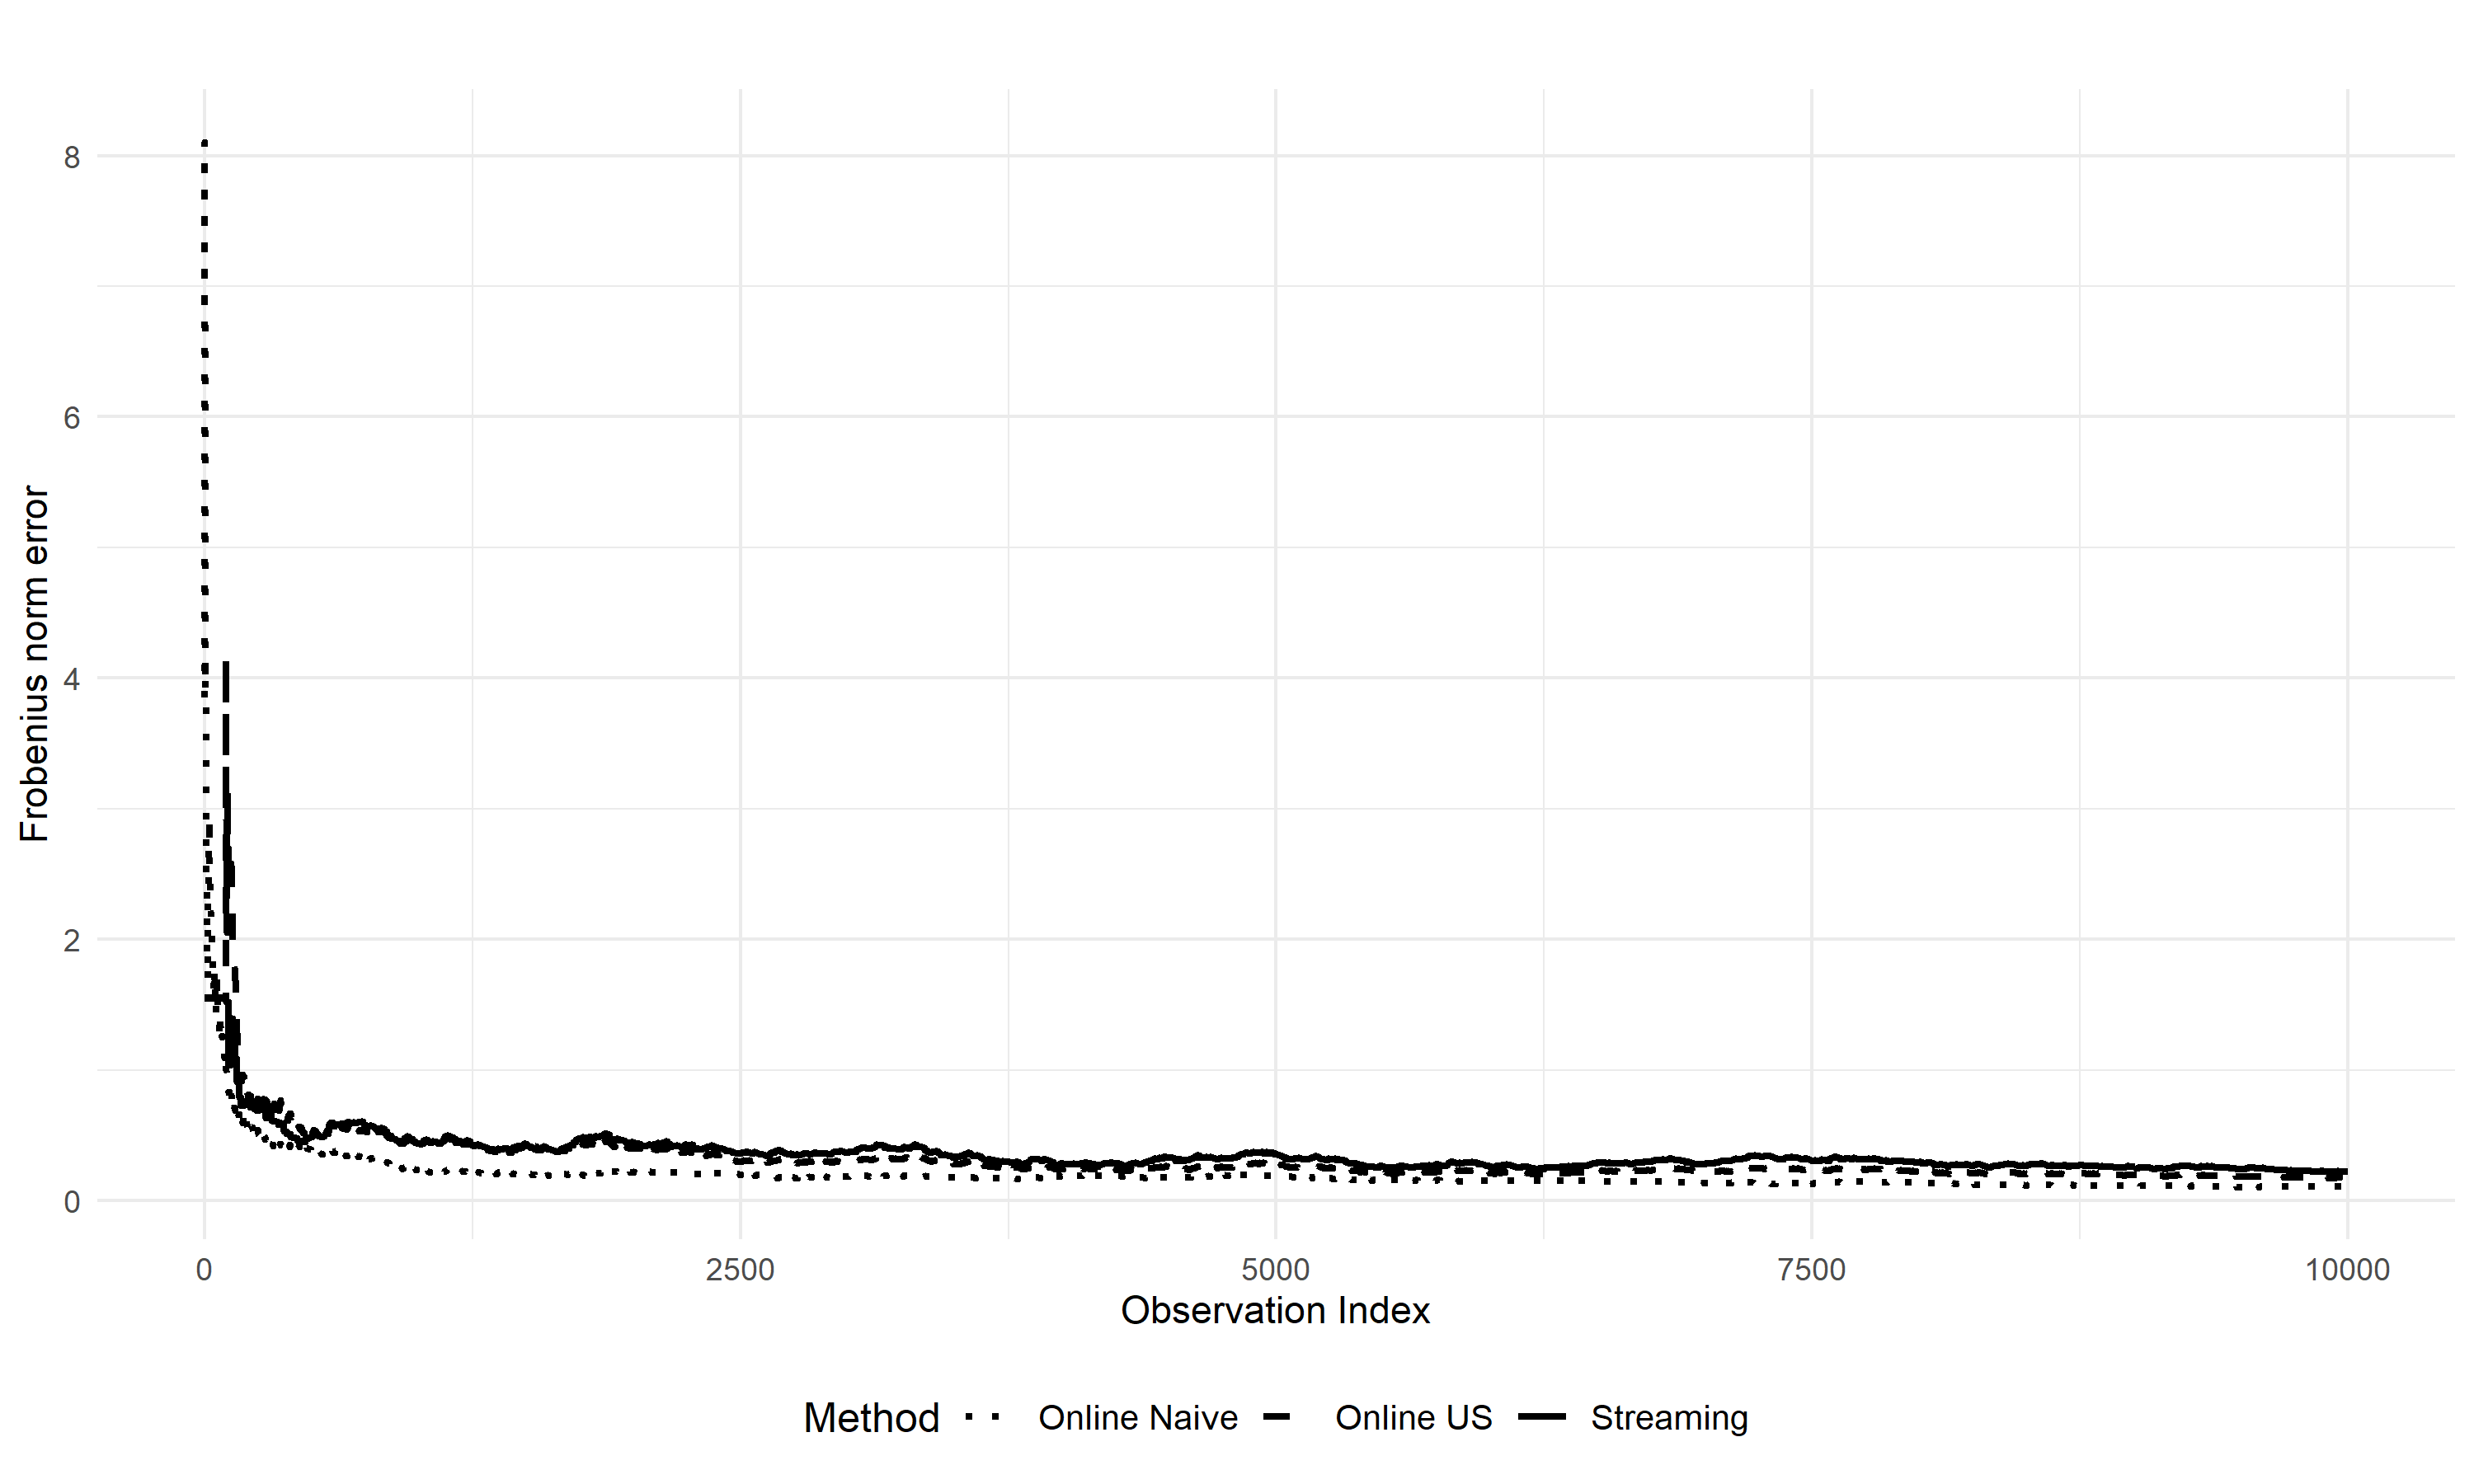 8
6
4
2
0
Frobenius norm error
0 2500 5000 7500 10000
Observation Index
Method Online Naive Online US Streaming